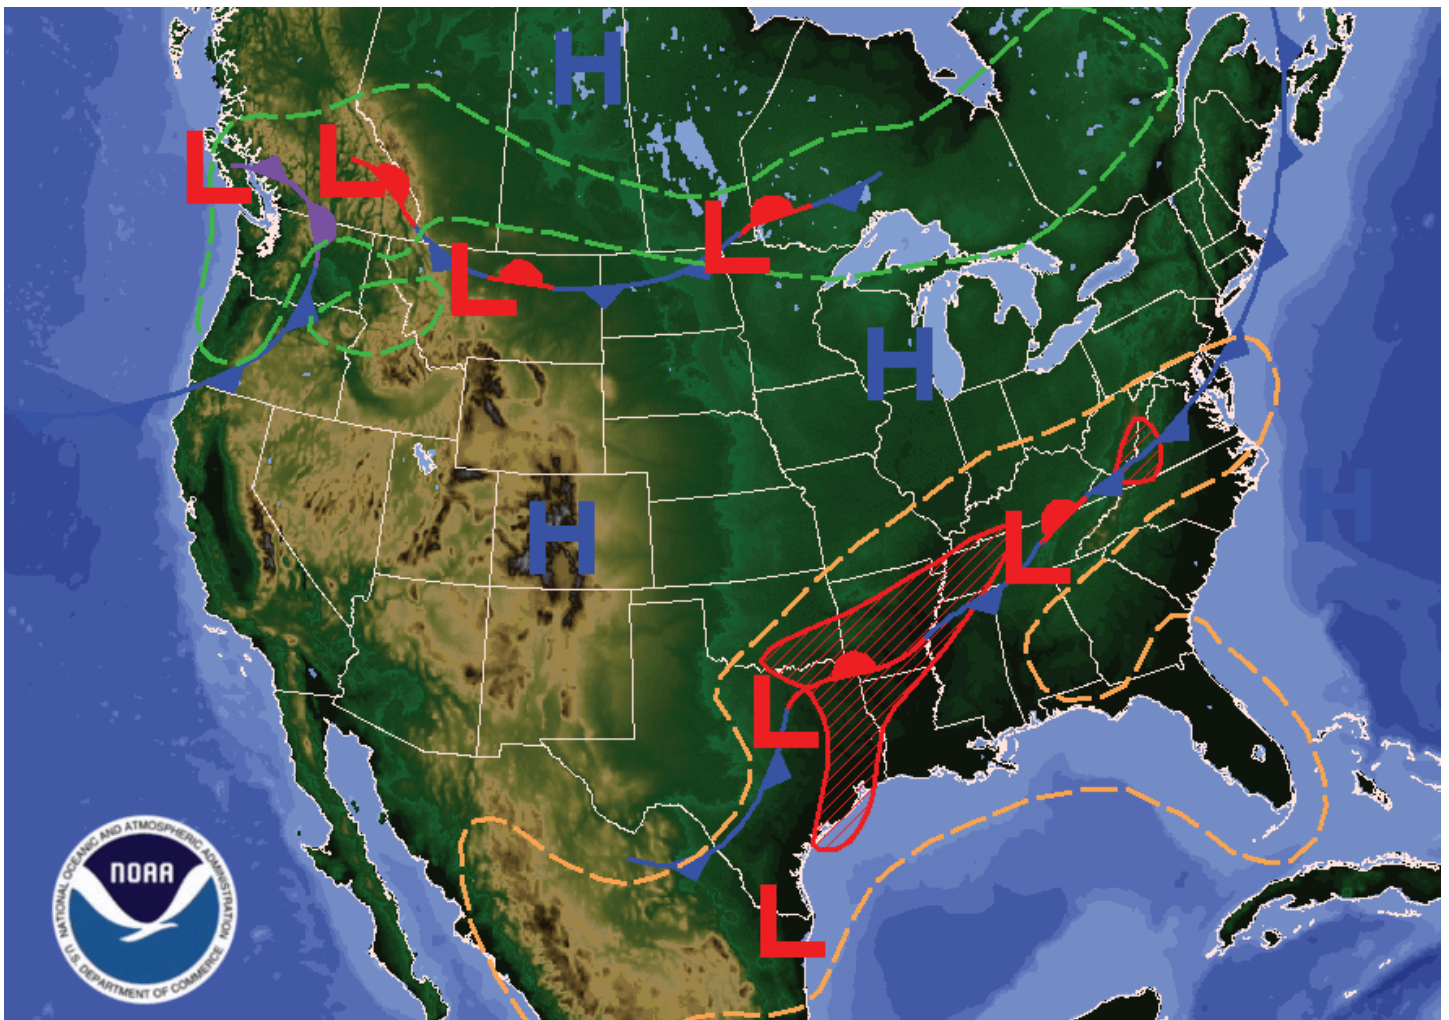 H
L
L
L
L
H
H
H
L
L
L
NOAA
NATIONAL OCEANIC AND ATMOSPHERIC ADMINISTRATION
U.S. DEPARTMENT OF COMMERCE